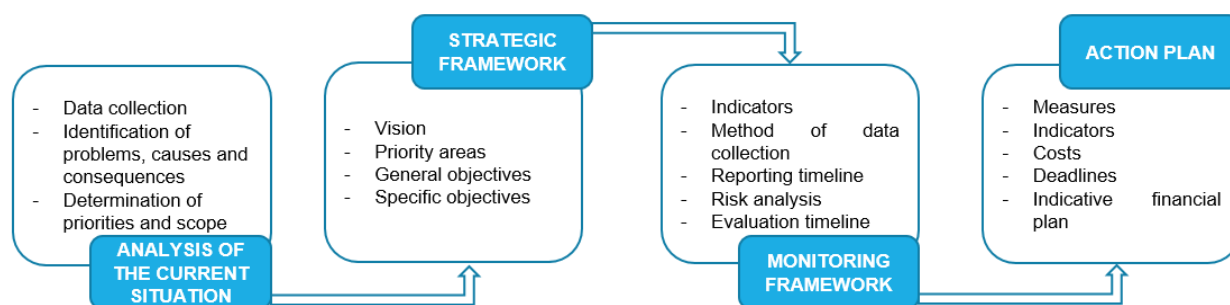 - Data collection
- Identification of
problems, causes and
consequences
- Determination of
priorities and scope
ANALYSIS OF
THE CURRENT
SITUATION
STRATEGIC
FRAMEWORK
- Vision
- Priority areas
- General objectives
- Specific objectives
- Indicators
- Method of data
collection
- Reporting timeline
- Risk analysis
- Evaluation timeline
MONITORING
FRAMEWORK
ACTION PLAN
- Measures
- Indicators
- Costs
- Deadlines
- Indicative financial
plan